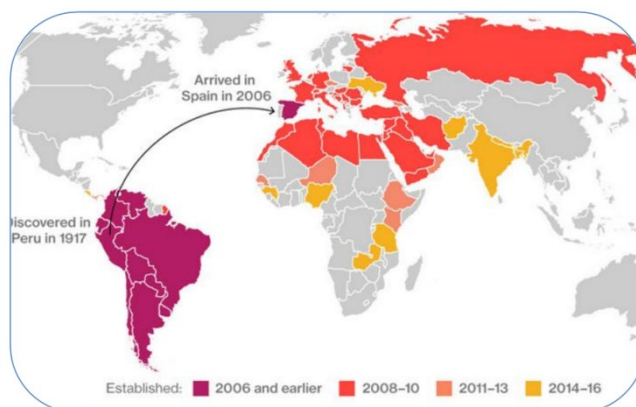 Arrived in
Spain in 2006
Discovered in
Peru in 1917
Established: 2006 and earlier 2008–10 2011–13 2014–16